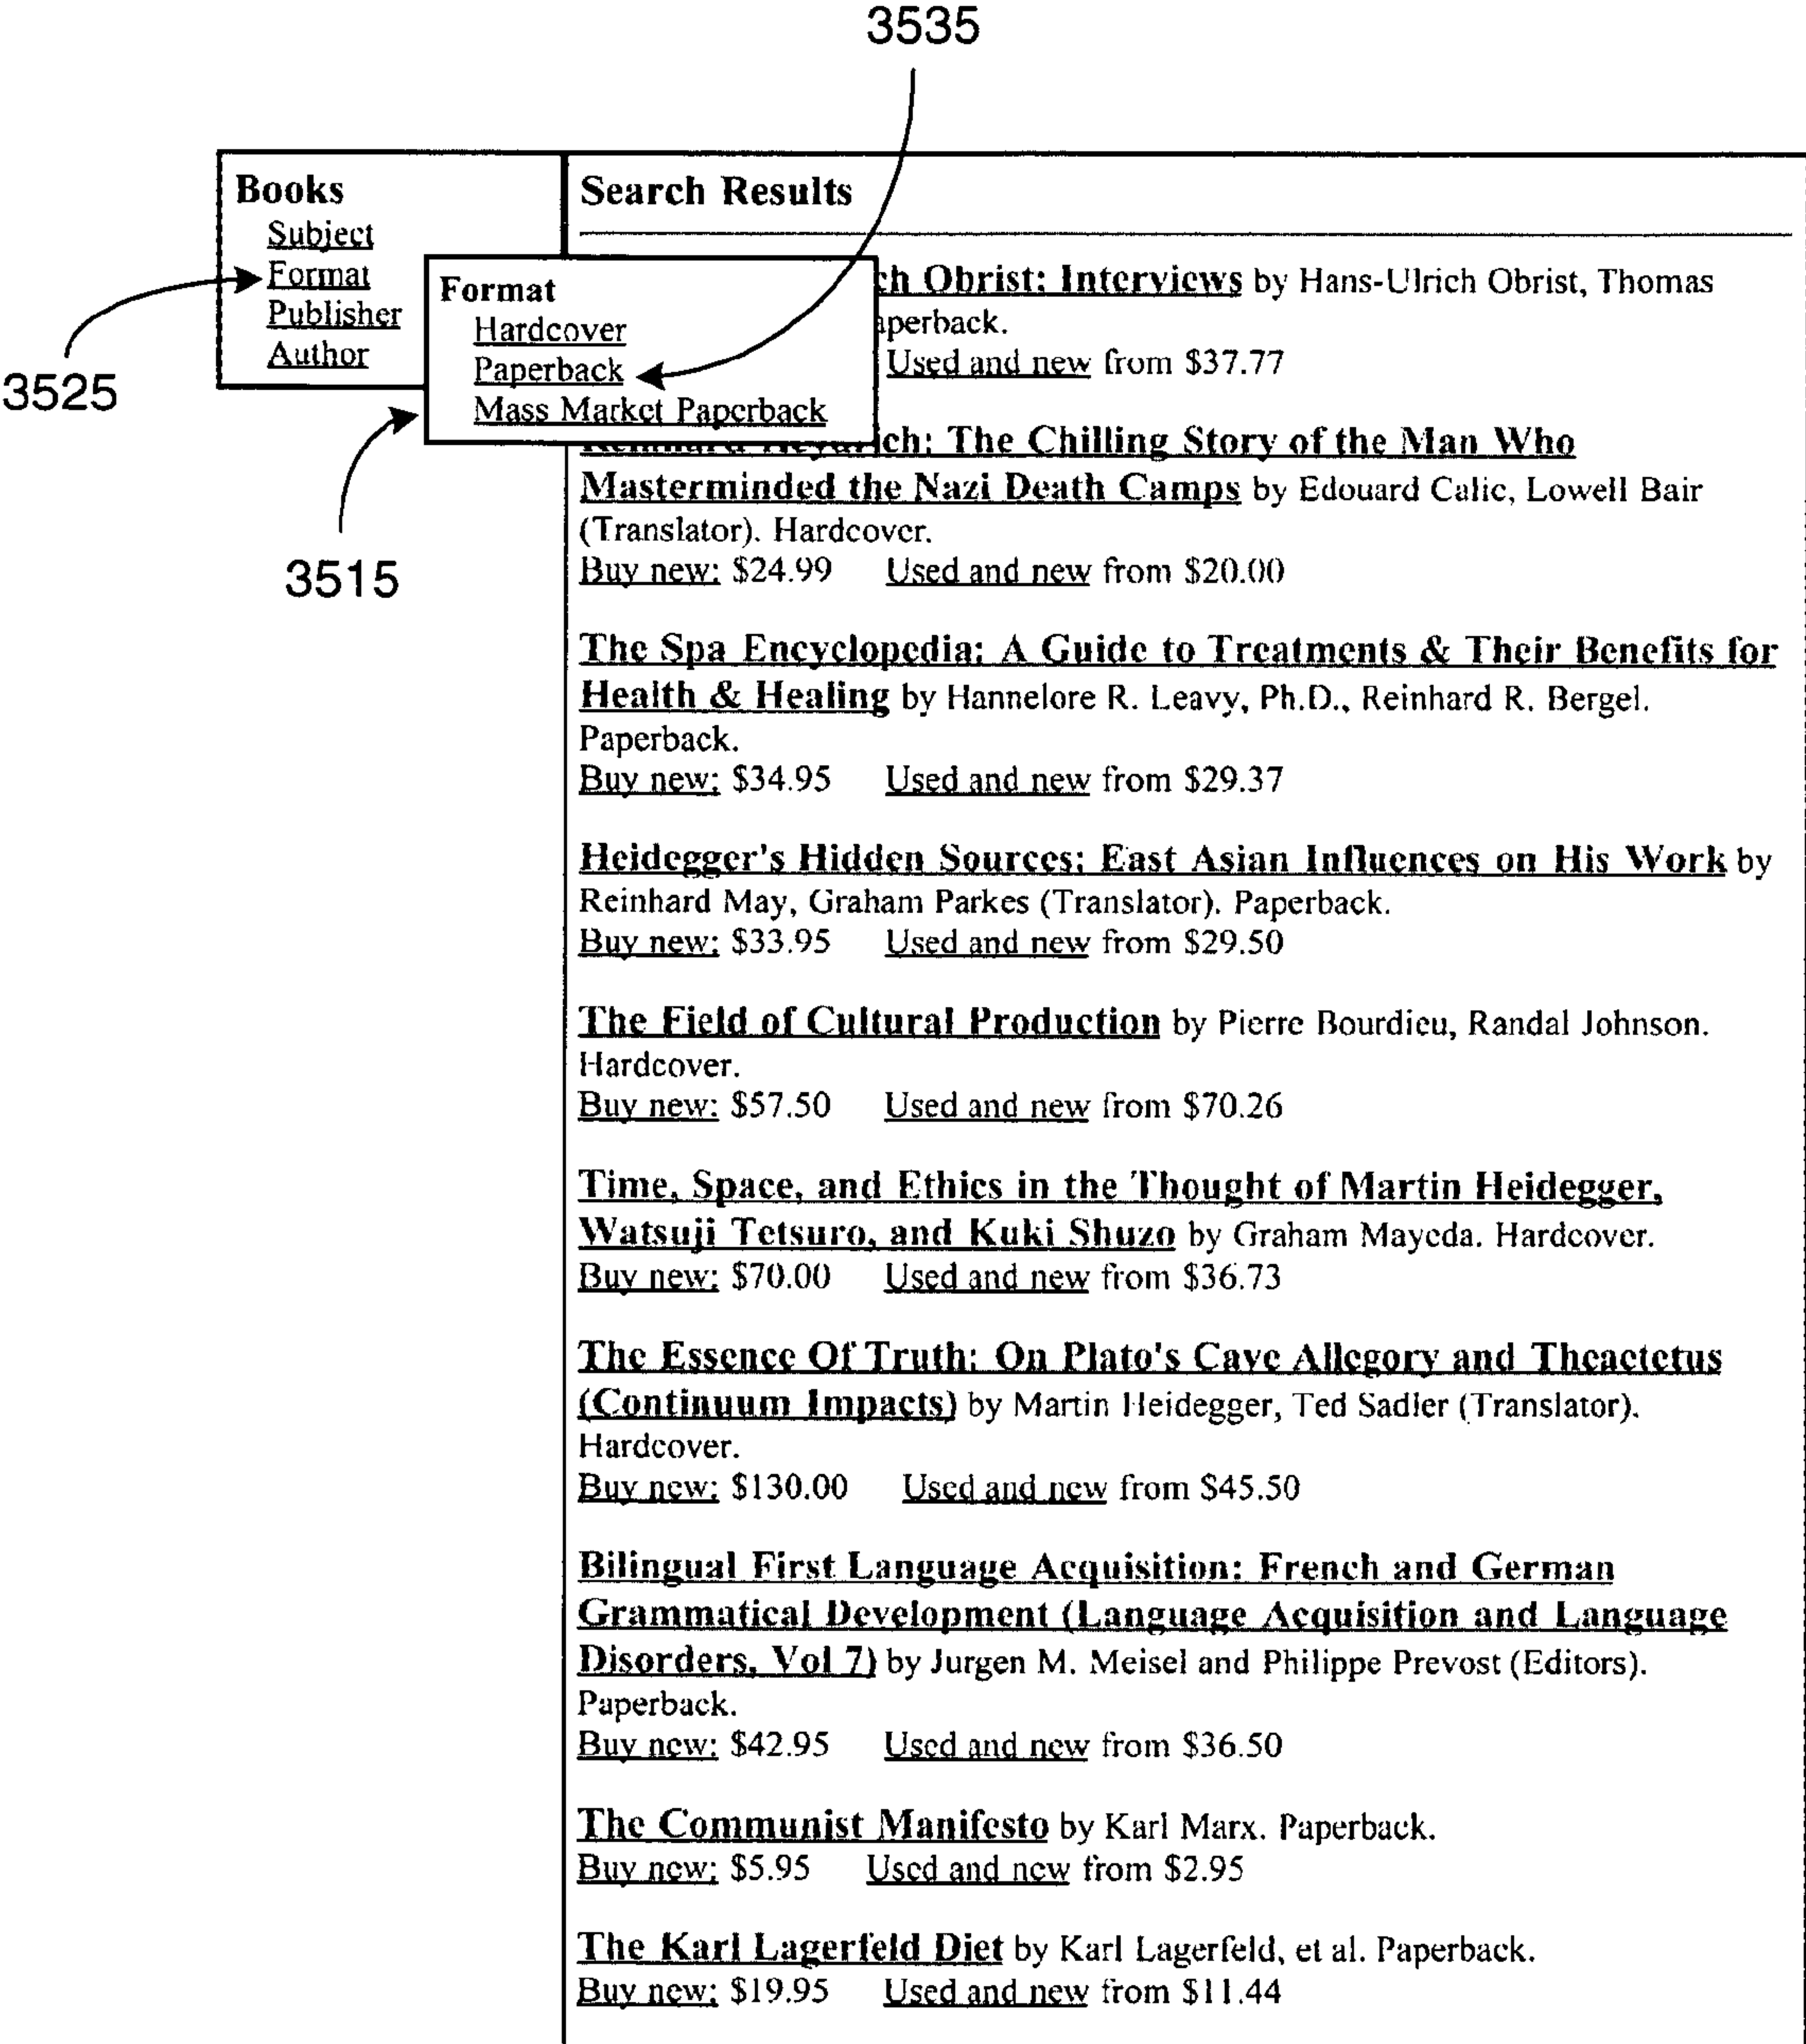 3535
Books
Subject
Format
Publisher
Author
3525
Format
Hardcover
Paperback
Mass Market Paperback
3515
Search Results
ch Obrist: Interviews by Hans-Ulrich Obrist, Thomas
aperback.
Used and new from $37.77
ch: The Chilling Story of the Man Who
Masterminded the Nazi Death Camps by Edouard Calic, Lowell Bair
(Translator). Hardcover.
Buy new: $24.99 Used and new from $20.00
The Spa Encyclopedia: A Guide to Treatments & Their Benefits for
Health & Healing by Hannelore R. Leavy, Ph.D., Reinhard R. Bergel.
Paperback.
Buy new: $34.95 Used and new from $29.37
Heidegger's Hidden Sources: East Asian Influences on His Work by
Reinhard May, Graham Parkes (Translator). Paperback.
Buy new: $33.95 Used and new from $29.50
The Field of Cultural Production by Pierre Bourdieu, Randal Johnson.
Hardcover.
Buy new: $57.50 Used and new from $70.26
Time, Space, and Ethics in the Thought of Martin Heidegger,
Watsuji Tetsuro, and Kuki Shuzo by Graham Mayeda. Hardcover.
Buy new: $70.00 Used and new from $36.73
The Essence Of Truth: On Plato's Cave Allegory and Theaetetus
(Continuum Impacts) by Martin Heidegger, Ted Sadler (Translator).
Hardcover.
Buy new: $130.00 Used and new from $45.50
Bilingual First Language Acquisition: French and German
Grammatical Development (Language Acquisition and Language
Disorders, Vol 7) by Jurgen M. Meisel and Philippe Prevost (Editors).
Paperback.
Buy new: $42.95 Used and new from $36.50
The Communist Manifesto by Karl Marx. Paperback.
Buy new: $5.95 Used and new from $2.95
The Karl Lagerfeld Diet by Karl Lagerfeld, et al. Paperback.
Buy new: $19.95 Used and new from $11.44